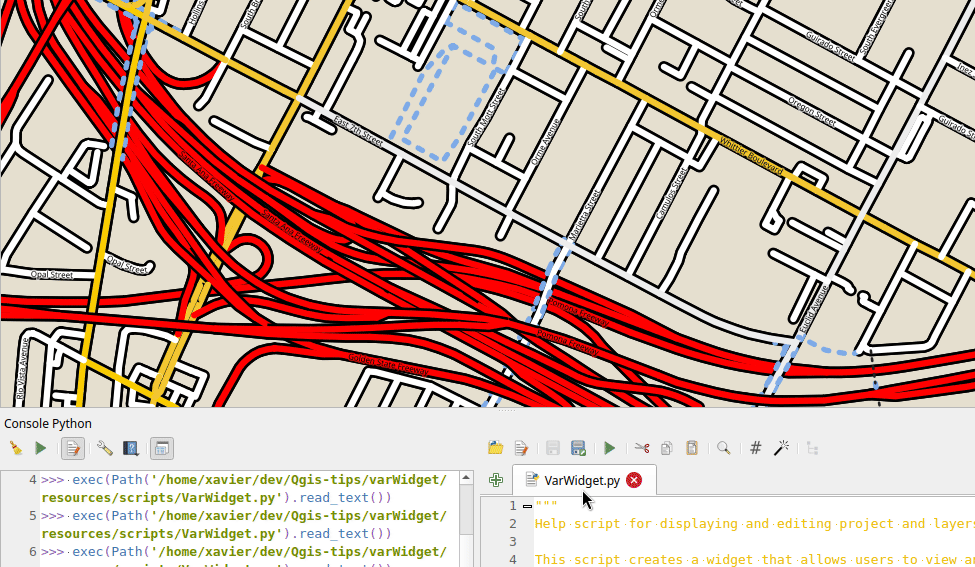 Guirado Street
South Evergreen
Oregon Street
Guirado St
East 7th Street
South Mott Street
Orme Avenue
Whittier Boulevard
Marietta Street
Camulos Street
Santa Ana Freeway
Santa Ana Freeway
Opal Street
Opal Street
Euclid Avenue
Pomona Freeway
Pomona Freeway
Golden State Freeway
Rio Vista Avenue
Console Python
VarWidget.py
4 >>> exec(Path('/home/xavier/dev/Qgis-tips/varWidget/
resources/scripts/VarWidget.py').read_text())
5 >>> exec(Path('/home/xavier/dev/Qgis-tips/varWidget/
resources/scripts/VarWidget.py').read_text())
6 >>> exec(Path('/home/xavier/dev/Qgis-tips/varWidget/
1 """
2 Help script for displaying and editing project and layers
3
4 This script creates a widget that allows users to view a